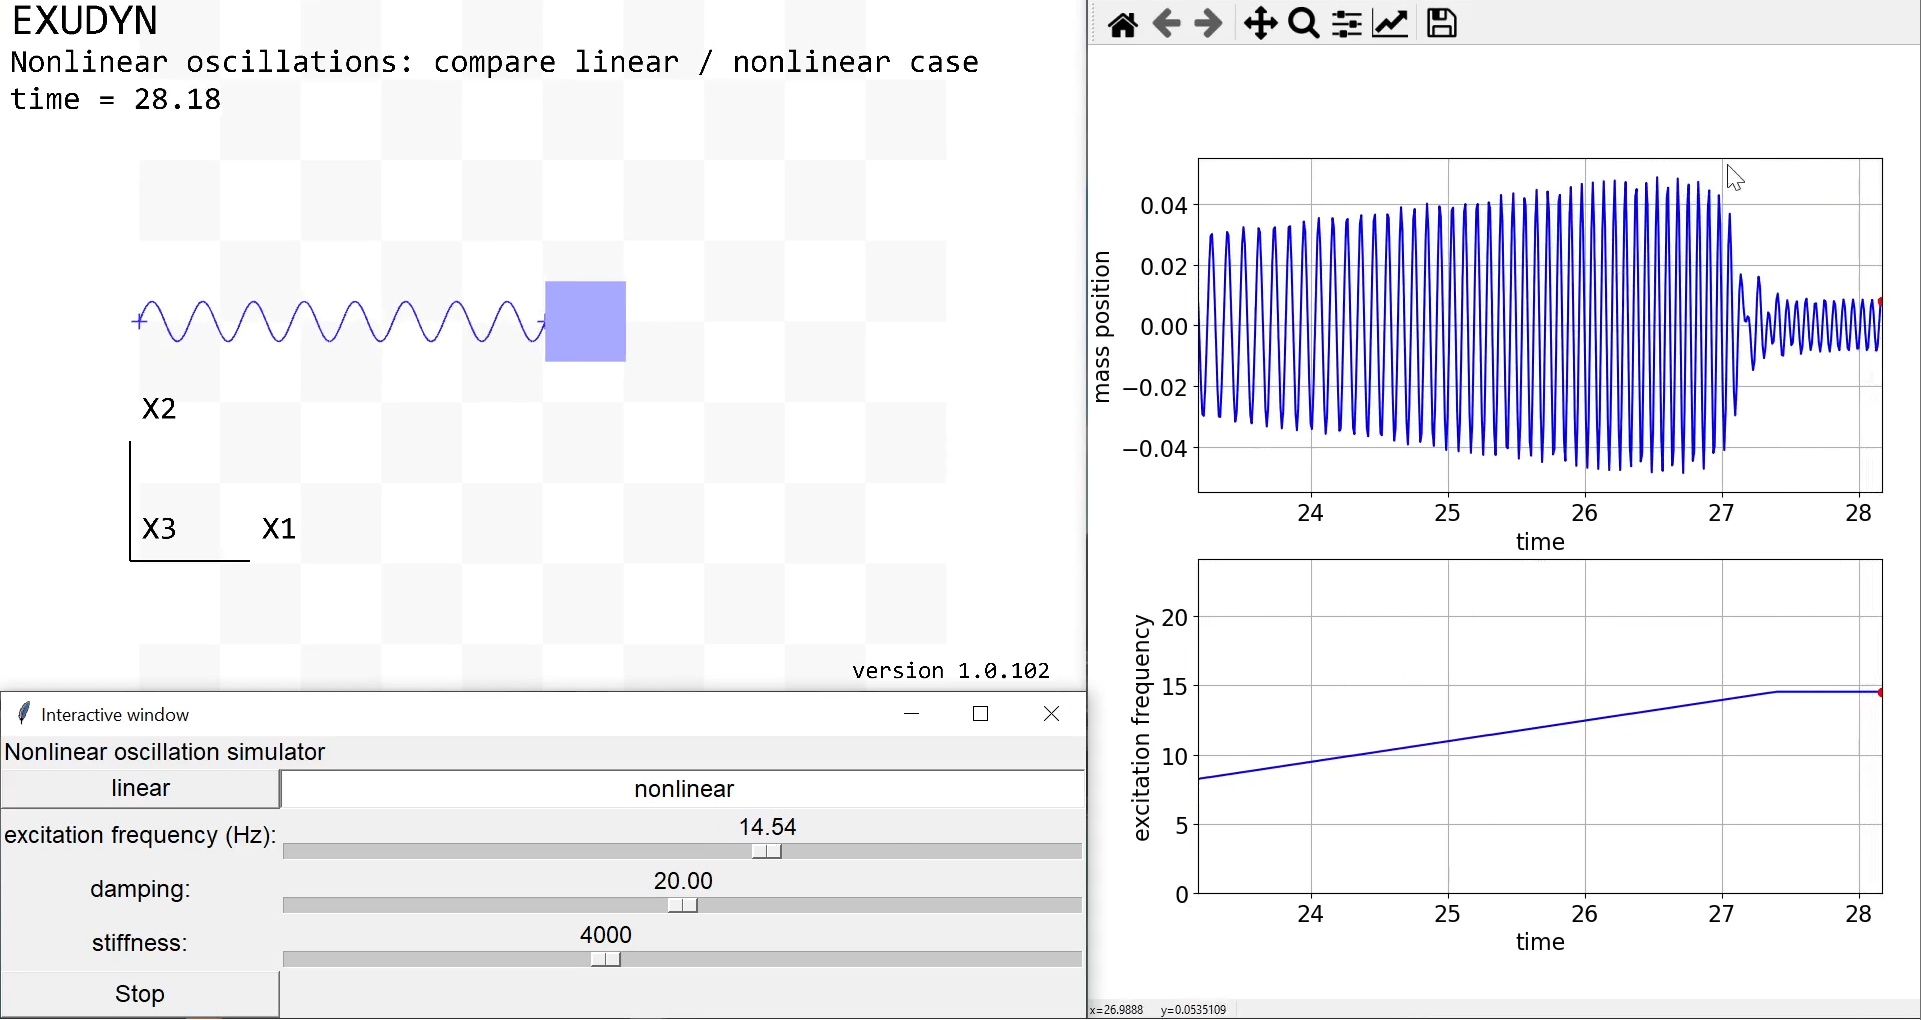 EXUDYN
Nonlinear oscillations: compare linear / nonlinear case
time = 28.18
X2
X3 X1
version 1.0.102
Interactive window
Nonlinear oscillation simulator
linear nonlinear
excitation frequency (Hz): 14.54
damping: 20.00
stiffness: 4000
Stop
mass position
0.04
0.02
0.00
−0.02
−0.04
24 25 26 27 28
time
excitation frequency
20
15
10
5
0
24 25 26 27 28
time
x=26.9888 y=0.0535109